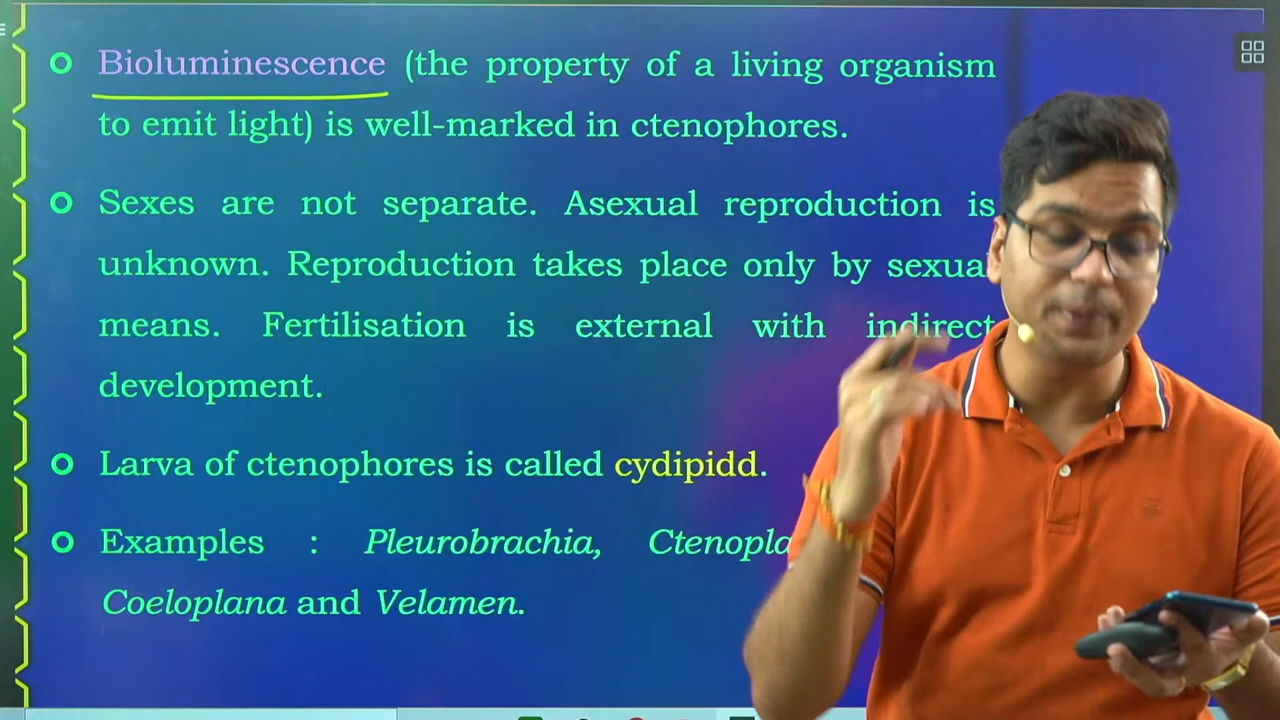 Bioluminescence (the property of a living organism
to emit light) is well-marked in ctenophores.
Sexes are not separate. Asexual reproduction is
unknown. Reproduction takes place only by sexual
means. Fertilisation is external with indirect
development.
Larva of ctenophores is called cydipidd.
Examples : Pleurobrachia,
Coeloplana and Velamen.